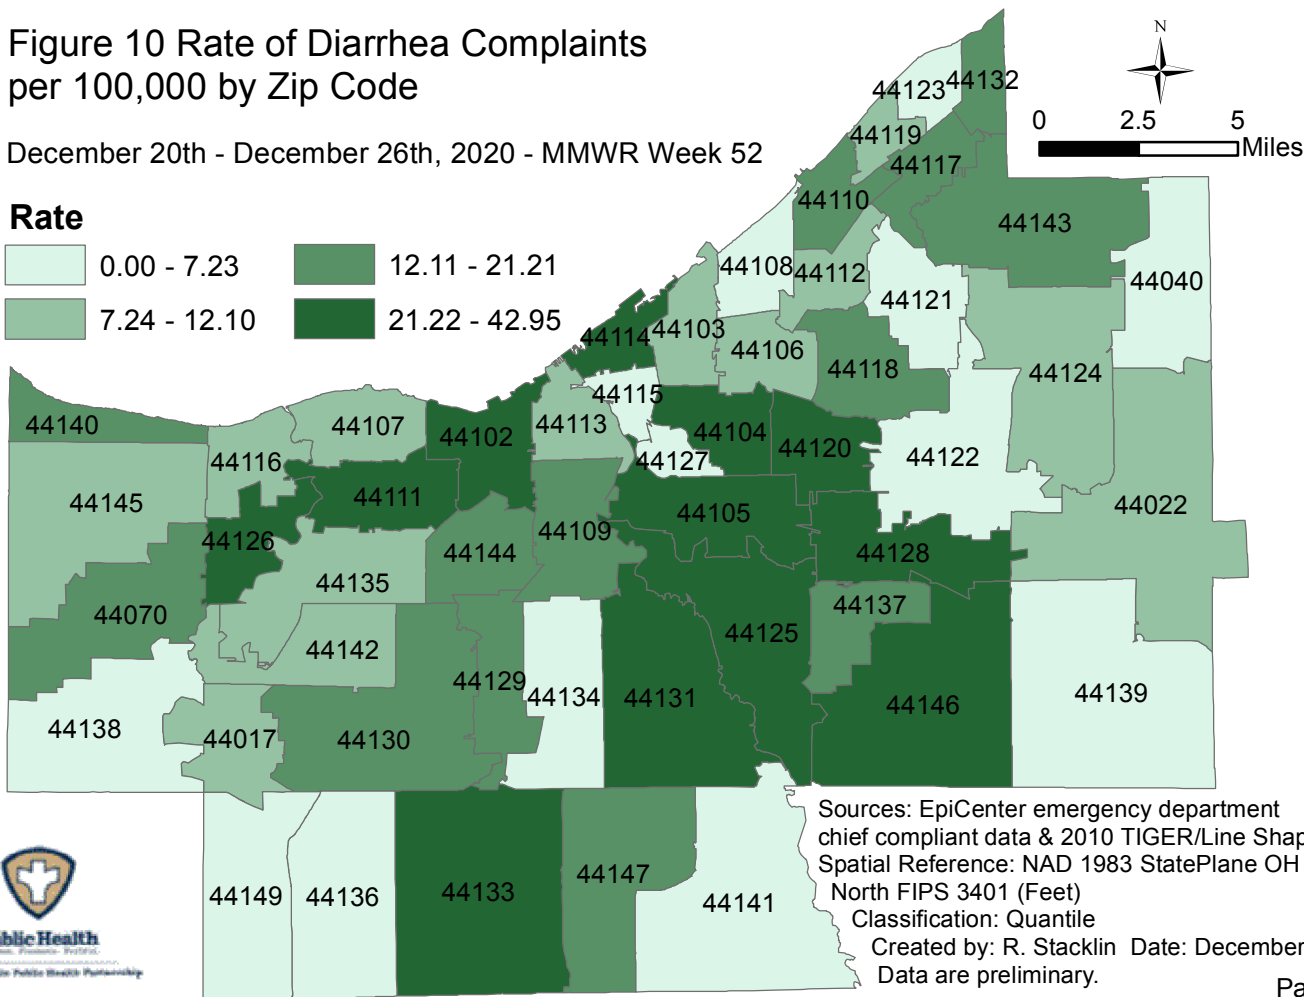 Figure 10 Rate of Diarrhea Complaints
per 100,000 by Zip Code
December 20th - December 26th, 2020 - MMWR Week 52
Rate
0.00 - 7.23
12.11 - 21.21
7.24 - 12.10
21.22 - 42.95
N
0 2.5 5
Miles
44132
44123
44119
44117
44110
44143
44108
44112
44040
44121
44114
44103
44106
44118
44124
44115
44140
44107
44102
44113
44104
44120
44116
44127
44122
44145
44111
44105
44022
44126
44109
44144
44128
44135
44070
44137
44125
44142
44129
44134
44131
44139
44146
44138
44017
44130
44147
44133
44149
44136
44141
Sources: EpiCenter emergency department
chief compliant data & 2010 TIGER/Line Shap
Spatial Reference: NAD 1983 StatePlane OH
North FIPS 3401 (Feet)
Classification: Quantile
Created by: R. Stacklin Date: December
Data are preliminary.
Pa
blic Health
Public Health Partnership